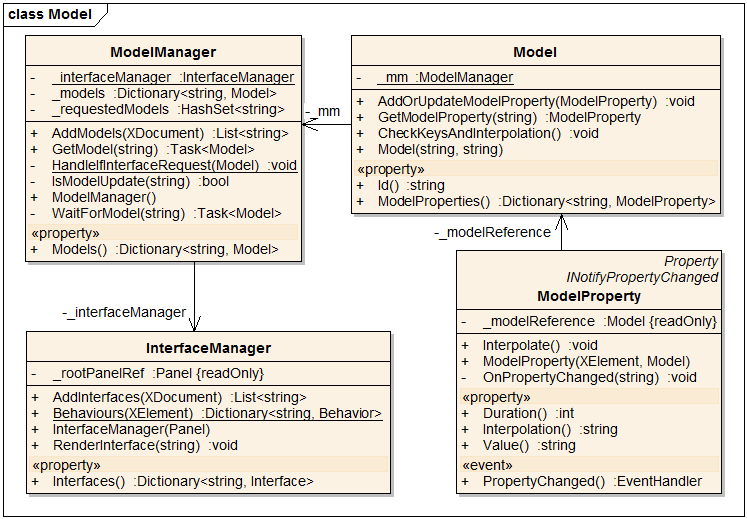 class Model
ModelManager
- _interfaceManager :InterfaceManager
- _models :Dictionary<string, Model>
- _requestedModels :HashSet<string>
+ AddModels(XDocument) :List<string>
+ GetModel(string) :Task<Model>
- HandleIfInterfaceRequest(Model) :void
- IsModelUpdate(string) :bool
+ ModelManager()
- WaitForModel(string) :Task<Model>
«property»
+ Models() :Dictionary<string, Model>
-_mm
Model
- _mm :ModelManager
+ AddOrUpdateModelProperty(ModelProperty) :void
+ GetModelProperty(string) :ModelProperty
+ CheckKeysAndInterpolation() :void
+ Model(string, string)
«property»
+ Id() :string
+ ModelProperties() :Dictionary<string, ModelProperty>
-_modelReference
-_interfaceManager
InterfaceManager
- _rootPanelRef :Panel {readOnly}
+ AddInterfaces(XDocument) :List<string>
+ Behaviours(XElement) :Dictionary<string, Behavior>
+ InterfaceManager(Panel)
+ RenderInterface(string) :void
«property»
+ Interfaces() :Dictionary<string, Interface>
Property
INotifyPropertyChanged
ModelProperty
- _modelReference :Model {readOnly}
+ Interpolate() :void
+ ModelProperty(XElement, Model)
- OnPropertyChanged(string) :void
«property»
+ Duration() :int
+ Interpolation() :string
+ Value() :string
«event»
+ PropertyChanged() :EventHandler